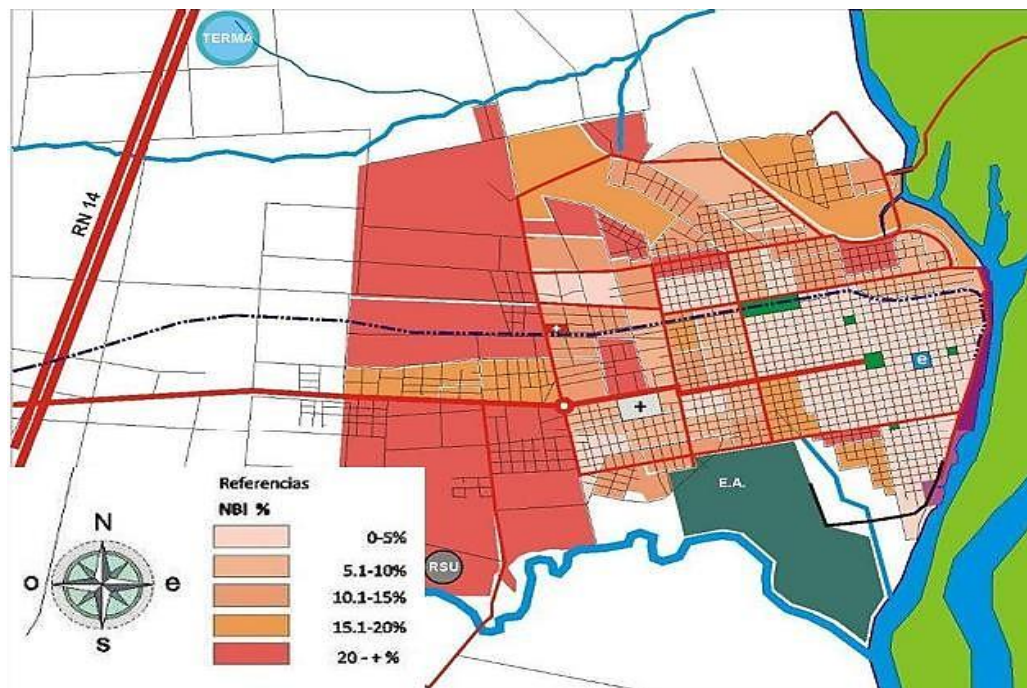 TERMA
RN 14
e
E.A.
Referencias
NBI %
0-5%
5.1-10%
10.1-15%
15.1-20%
20 - + %
RSU
N
o e
s